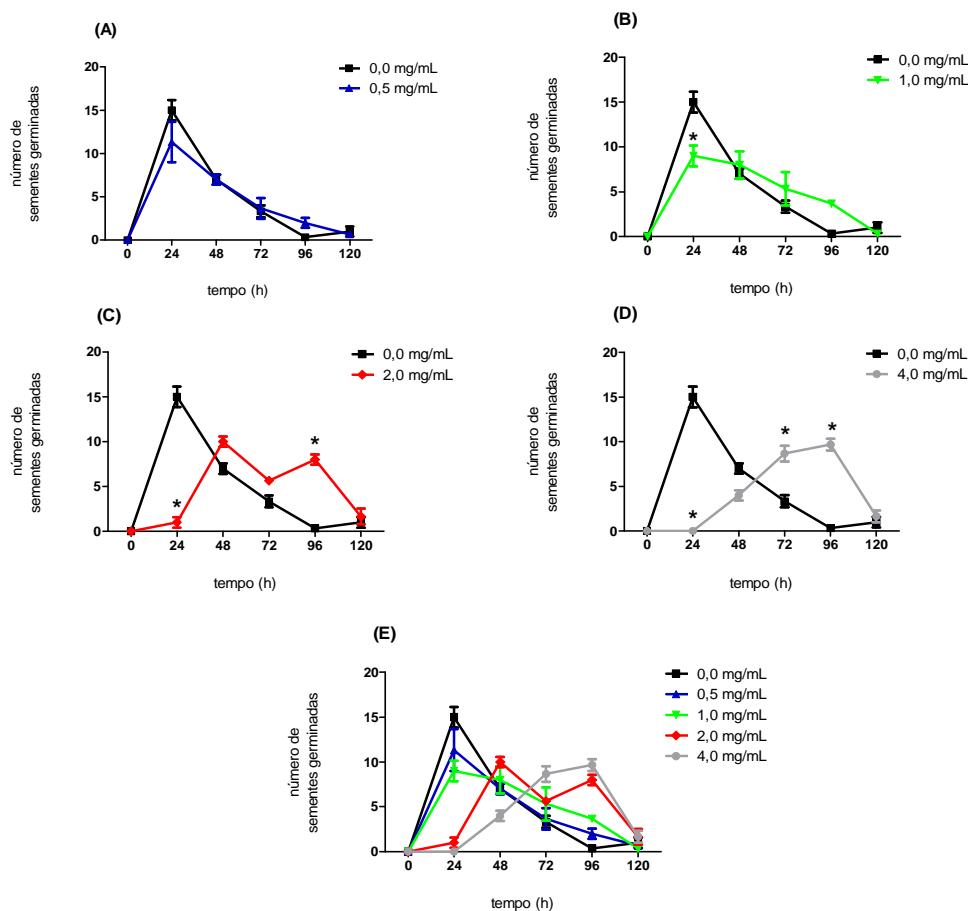 (A)
0,0 mg/mL
0,5 mg/mL
número de
sementes germinadas
20
15
10
5
0
0 24 48 72 96 120
tempo (h)
(B)
0,0 mg/mL
1,0 mg/mL
número de
sementes germinadas
20
15
10
5
0
*
0 24 48 72 96 120
tempo (h)
(C)
0,0 mg/mL
2,0 mg/mL
número de
sementes germinadas
20
15
10
5
0
*
*
0 24 48 72 96 120
tempo (h)
(D)
0,0 mg/mL
4,0 mg/mL
número de
sementes germinadas
20
15
10
5
0
* *
*
0 24 48 72 96 120
tempo (h)
(E)
0,0 mg/mL
0,5 mg/mL
1,0 mg/mL
2,0 mg/mL
4,0 mg/mL
número de
sementes germinadas
20
15
10
5
0
0 24 48 72 96 120
tempo (h)